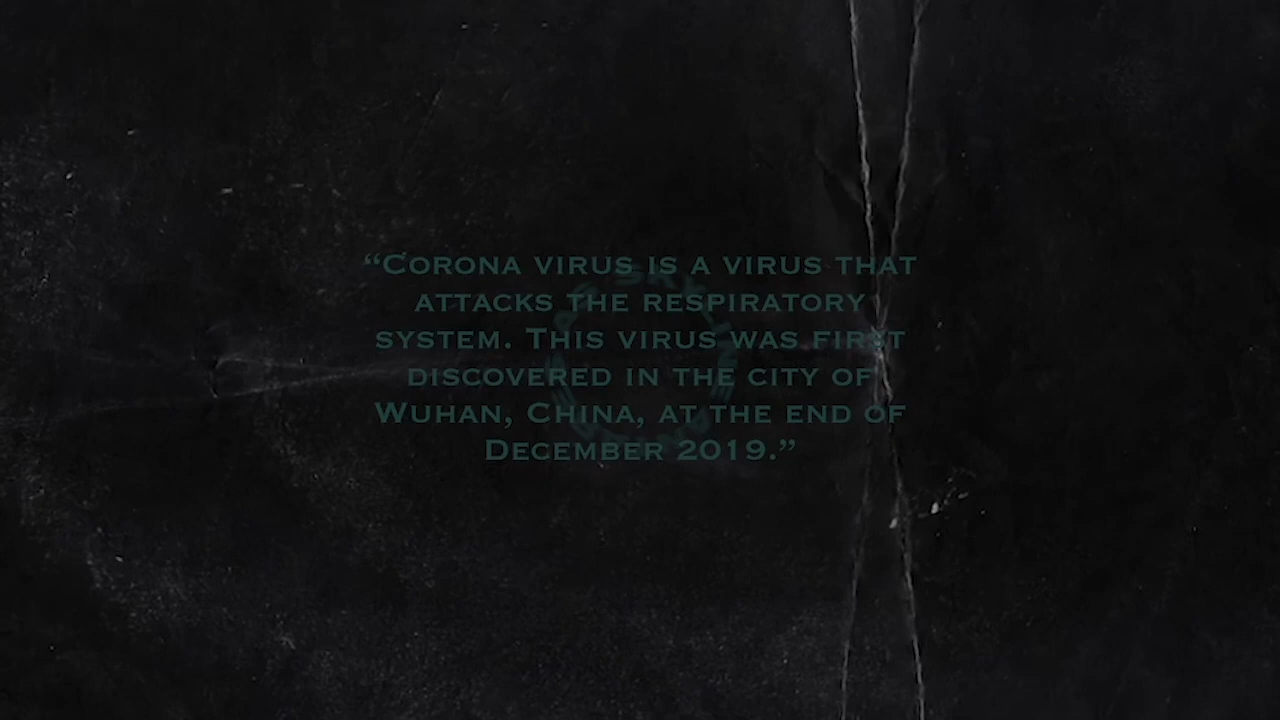 “Corona virus is a virus that
attacks the respiratory
system. This virus was first
discovered in the city of
Wuhan, China, at the end of
December 2019.”